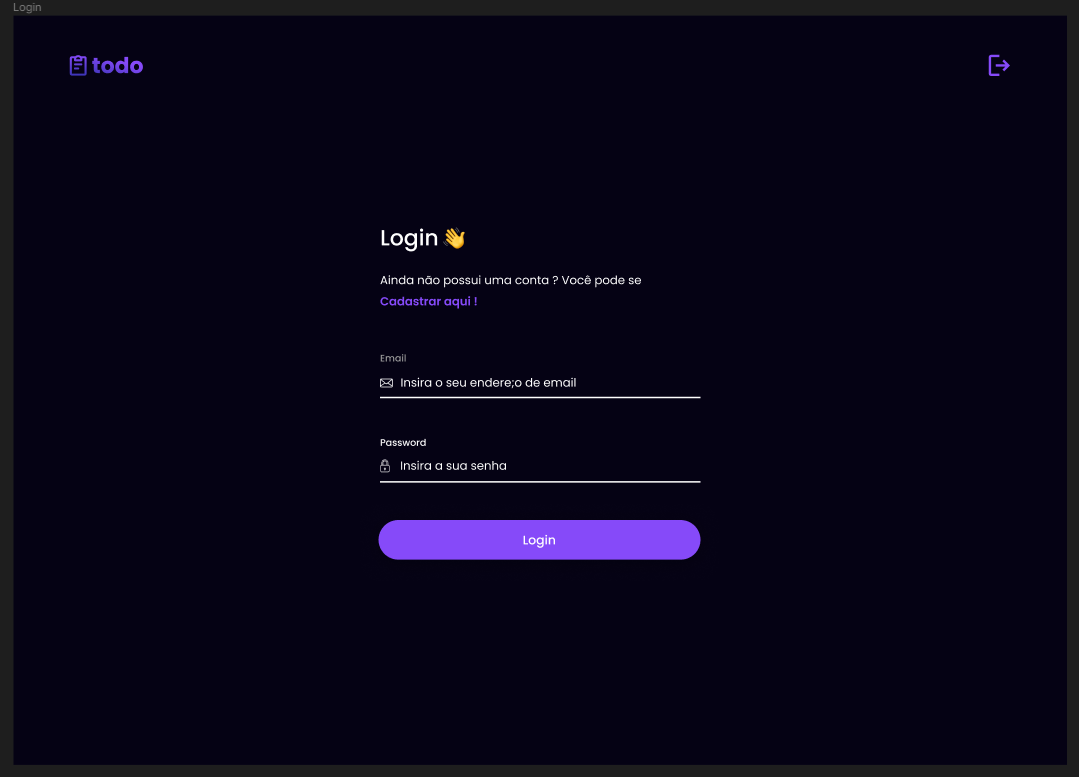 Login
todo
Login 👋
Ainda não possui uma conta ? Você pode se
Cadastrar aqui !
Email
Insira o seu endere;o de email
Password
Insira a sua senha
Login